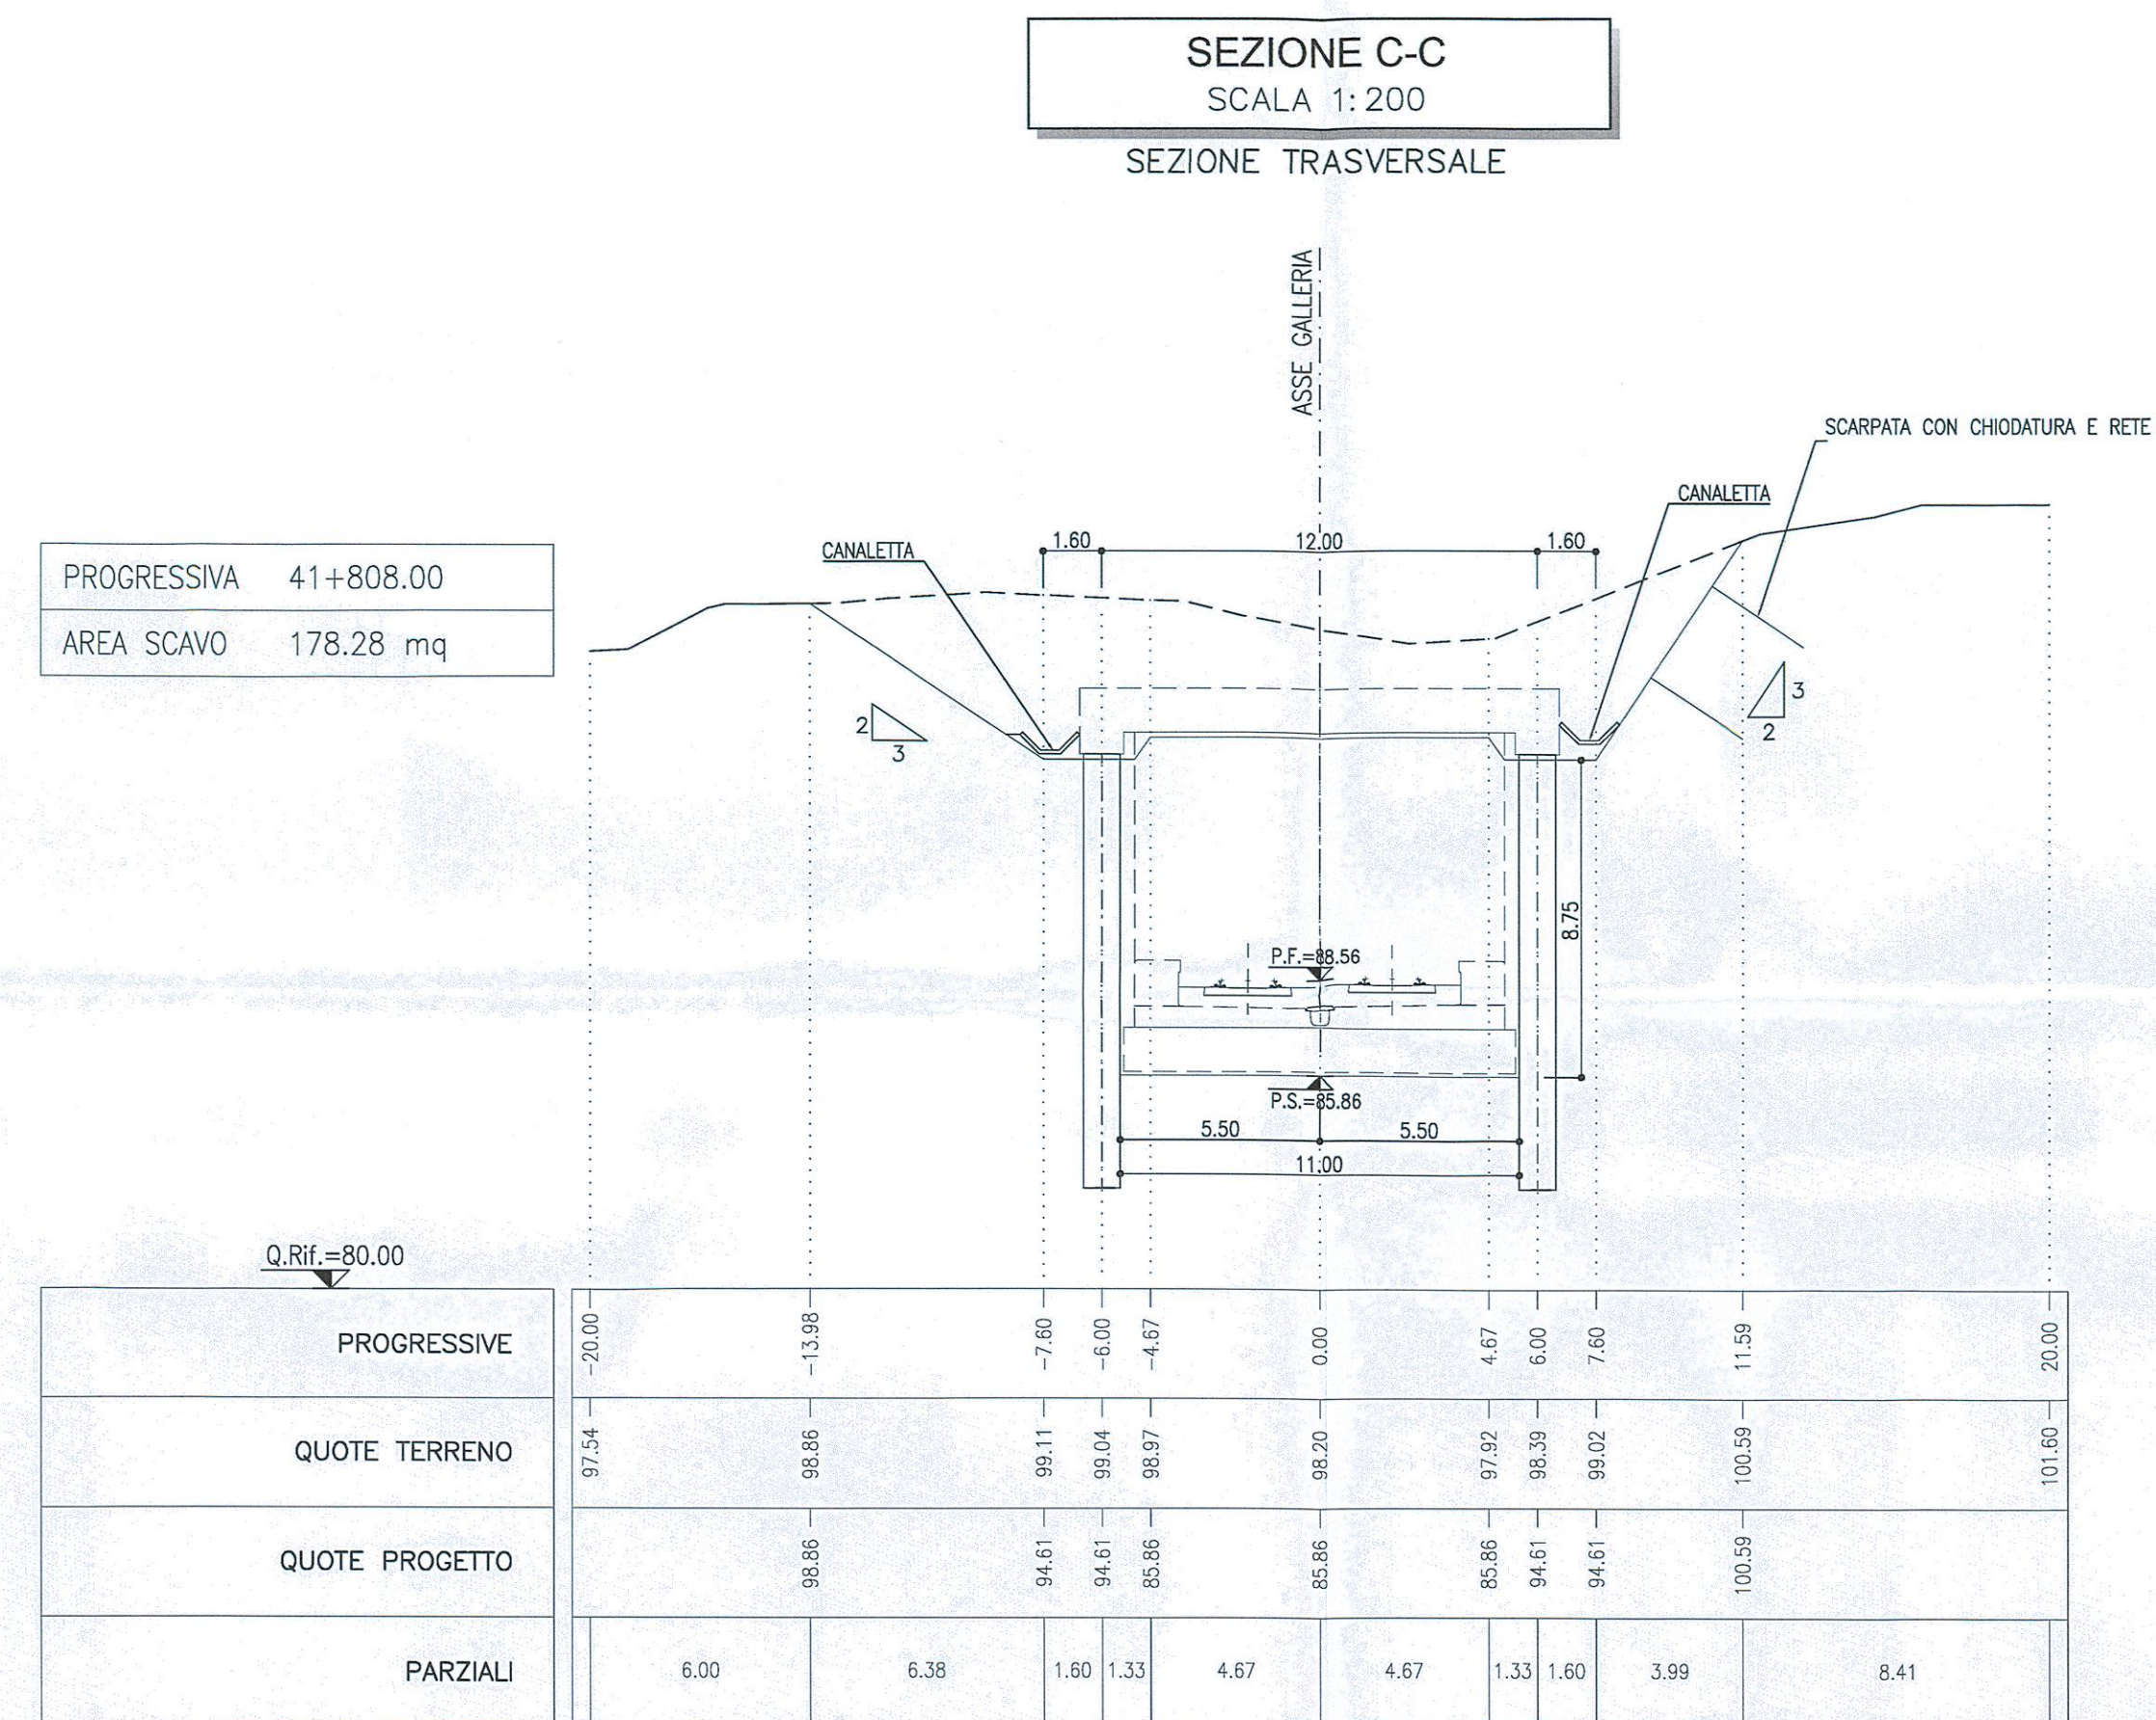 SEZIONE C-C
SCALA 1:200
SEZIONE TRASVERSALE
ASSE GALLERIA
SCARPATA CON CHIODATURA E RETE
CANALETTA
CANALETTA
1.60 12.00 1.60
PROGRESSIVA 41+808.00
AREA SCAVO 178.28 mq
2
3
3
2
8.75
P.F.=88.56
P.S.=85.86
5.50 5.50
11.00
Q.Rif.=80.00
PROGRESSIVE -20.00 -13.98 -7.60 -6.00 -4.67 0.00 4.67 6.00 7.60 11.59 20.00
QUOTE TERRENO 97.54 98.86 99.11 99.04 98.97 98.20 97.92 98.39 99.02 100.59 101.60
QUOTE PROGETTO 98.86 94.61 94.61 85.86 85.86 85.86 94.61 94.61 100.59
PARZIALI 6.00 6.38 1.60 1.33 4.67 4.67 1.33 1.60 3.99 8.41